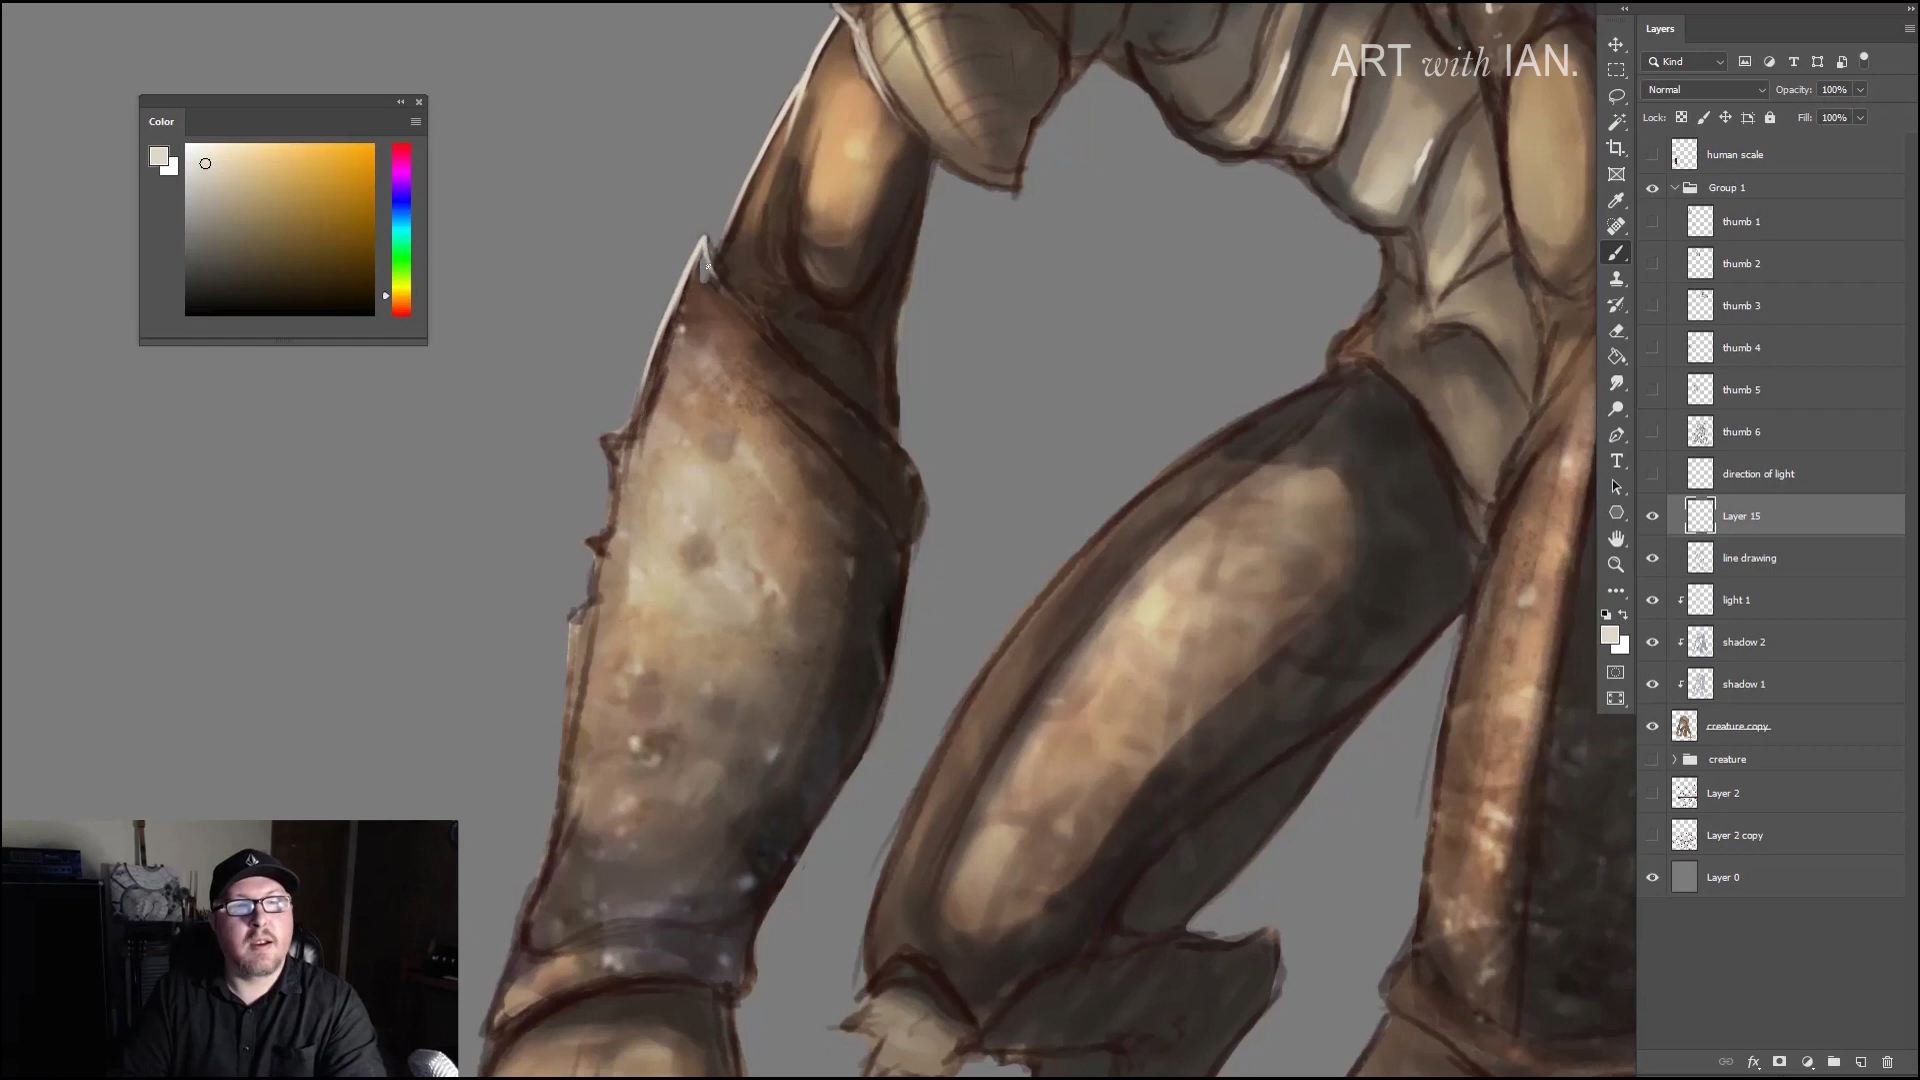 ART with IAN.
Color
Layers
Kind
Normal
Opacity: 100%
Lock:
Fill: 100%
human scale
Group 1
thumb 1
thumb 2
thumb 3
thumb 4
thumb 5
thumb 6
direction of light
Layer 15
line drawing
light 1
shadow 2
shadow 1
creature copy
creature
Layer 2
Layer 2 copy
Layer 0